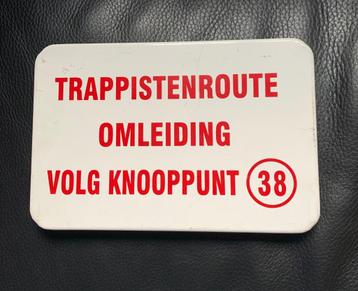 TRAPPISTENROUTE
OMLEIDING
VOLG KNOOPPUNT 38